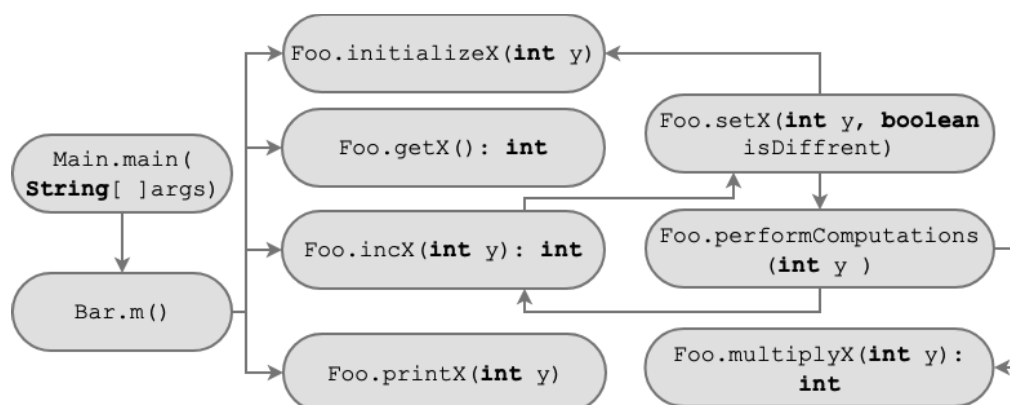 Foo.initializeX(int y)
Foo.setX(int y, boolean
isDiffrent)
Main.main(
String[ ]args)
Foo.getX(): int
Foo.incX(int y): int
Foo.performComputations
(int y )
Bar.m()
Foo.printX(int y)
Foo.multiplyX(int y):
int